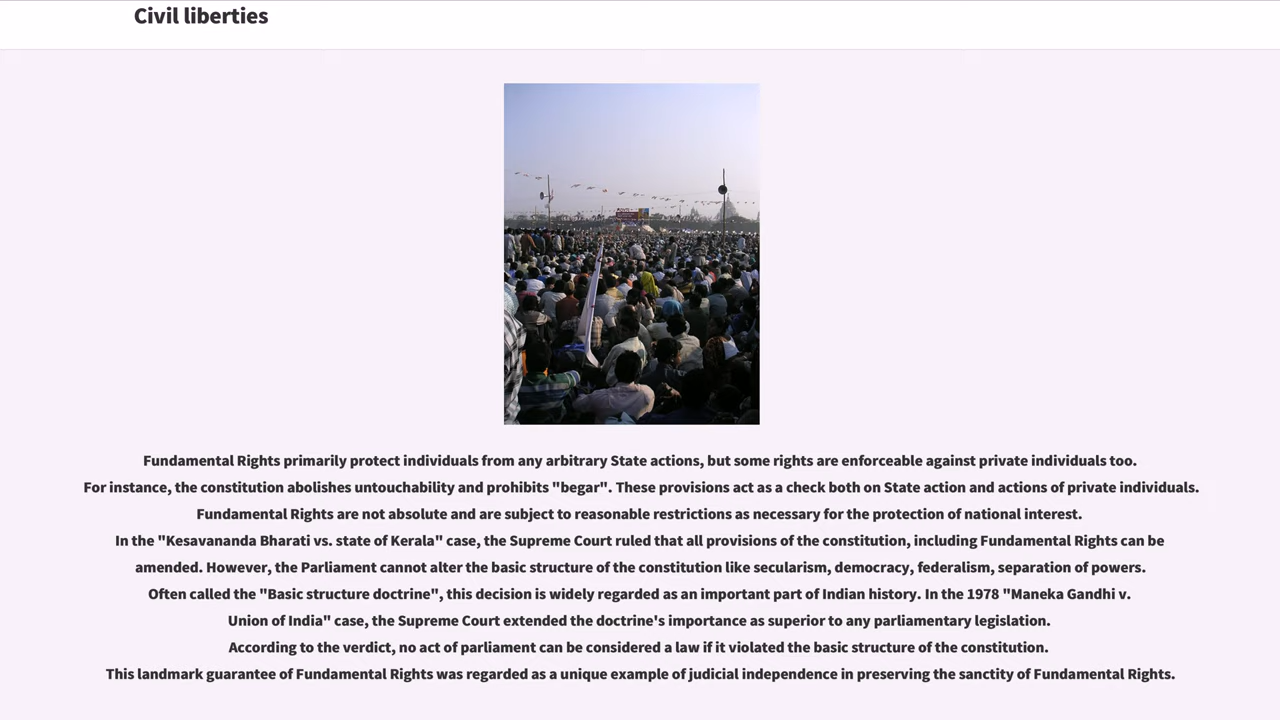 Civil liberties
Fundamental Rights primarily protect individuals from any arbitrary State actions, but some rights are enforceable against private individuals too.
For instance, the constitution abolishes untouchability and prohibits "begar". These provisions act as a check both on State action and actions of private individuals.
Fundamental Rights are not absolute and are subject to reasonable restrictions as necessary for the protection of national interest.
In the "Kesavananda Bharati vs. state of Kerala" case, the Supreme Court ruled that all provisions of the constitution, including Fundamental Rights can be
amended. However, the Parliament cannot alter the basic structure of the constitution like secularism, democracy, federalism, separation of powers.
Often called the "Basic structure doctrine", this decision is widely regarded as an important part of Indian history. In the 1978 "Maneka Gandhi v.
Union of India" case, the Supreme Court extended the doctrine's importance as superior to any parliamentary legislation.
According to the verdict, no act of parliament can be considered a law if it violated the basic structure of the constitution.
This landmark guarantee of Fundamental Rights was regarded as a unique example of judicial independence in preserving the sanctity of Fundamental Rights.